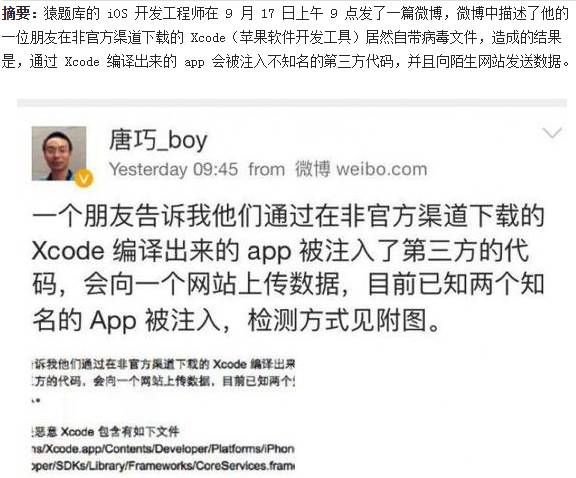 摘要：猿题库的 iOS 开发工程师在 9 月 17 日上午 9 点发了一篇微博，微博中描述了他的
一位朋友在非官方渠道下载的 Xcode（苹果软件开发工具）居然自带病毒文件，造成的结果
是，通过 Xcode 编译出来的 app 会被注入不知名的第三方代码，并且向陌生网站发送数据。
唐巧_boy
Yesterday 09:45 from 微博 weibo.com
一个朋友告诉我他们通过在非官方渠道下载的
Xcode 编译出来的 app 被注入了第三方的代
码，会向一个网站上传数据，目前已知两个知
名的 App 被注入，检测方式见附图。
诉我他们通过在非官方渠道下载的 Xcode 编译出来
方的代码，会向一个网站上传数据，目前已知两个
恶意 Xcode 包含有如下文件
ns/Xcode.app/Contents/Developer/Platforms/iPhon
oper/SDKs/Library/Frameworks/CoreServices.frame